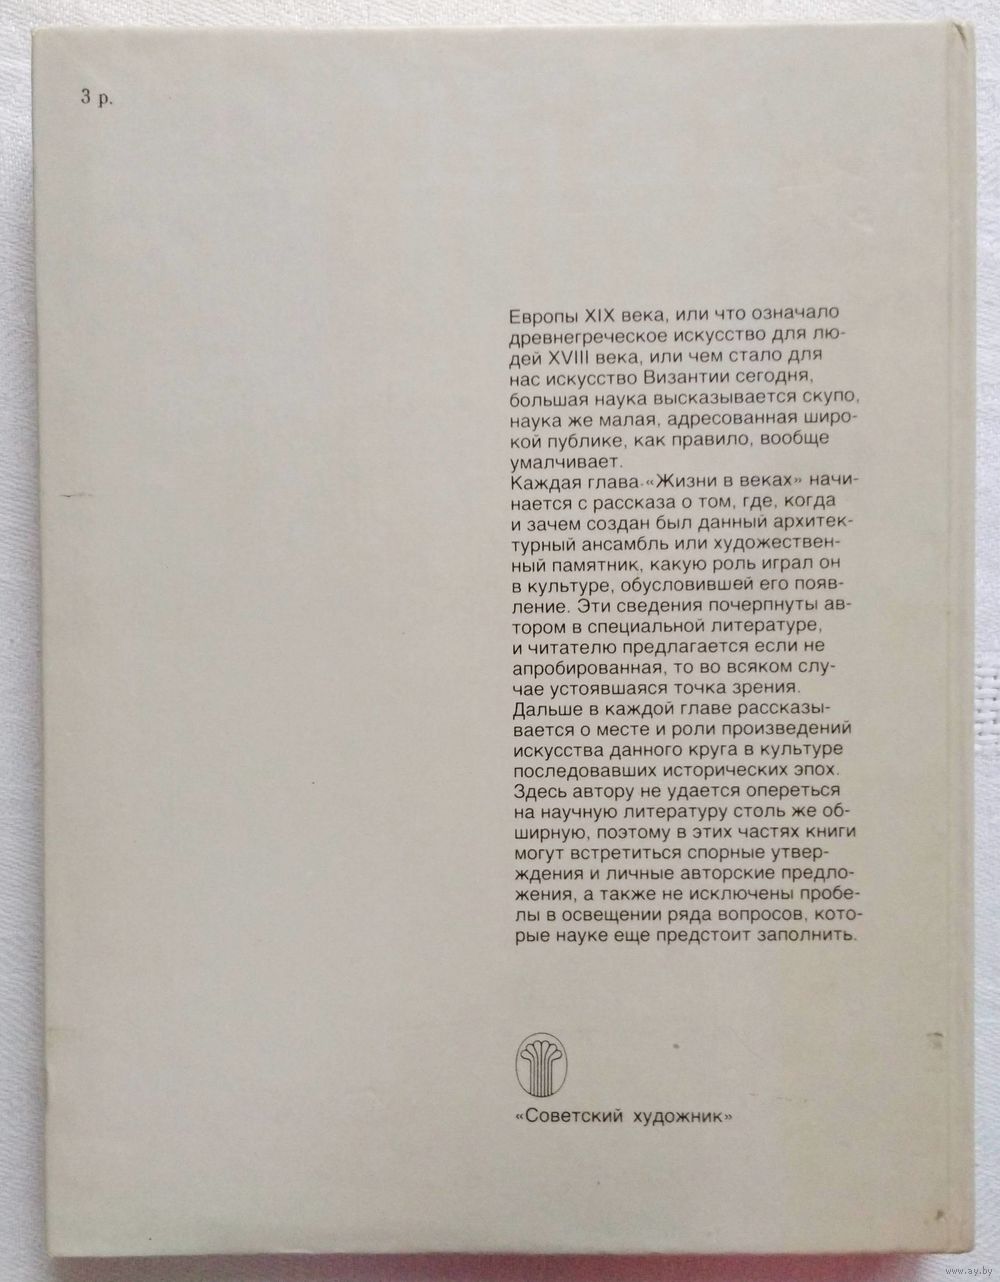 3 р.
Европы XIX века, или что означало
древнегреческое искусство для лю-
дей XVIII века, или чем стало для
нас искусство Византии сегодня,
большая наука высказывается скупо,
наука же малая, адресованная широ-
кой публике, как правило, вообще
умалчивает.
Каждая глава «Жизни в веках» начи-
нается с рассказа о том, где, когда
и зачем создан был данный архитек-
турный ансамбль или художествен-
ный памятник, какую роль играл он
в культуре, обусловившей его появ-
ление. Эти сведения почерпнуты ав-
тором в специальной литературе,
и читателю предлагается если не
апробированная, то во всяком слу-
чае устоявшаяся точка зрения.
Дальше в каждой главе рассказы-
вается о месте и роли произведений
искусства данного круга в культуре
последовавших исторических эпох.
Здесь автору не удается опереться
на научную литературу столь же об-
ширную, поэтому в этих частях книги
могут встретиться спорные утвер-
ждения и личные авторские предло-
жения, а также не исключены пробе-
лы в освещении ряда вопросов, кото-
рые науке еще предстоит заполнить.
«Советский художник»
www.ay.by